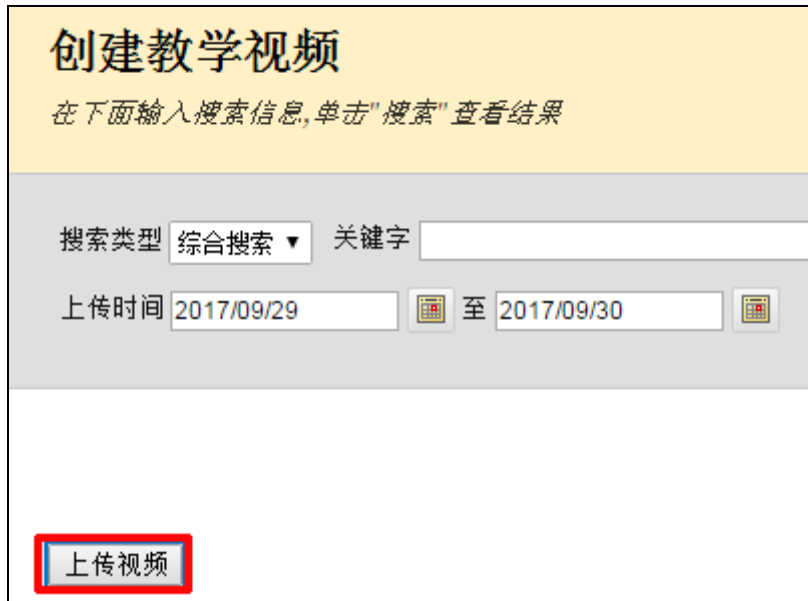 创建教学视频
在下面输入搜索信息,单击"搜索"查看结果
搜索类型 综合搜索 关键字
上传时间 2017/09/29 至 2017/09/30
上传视频